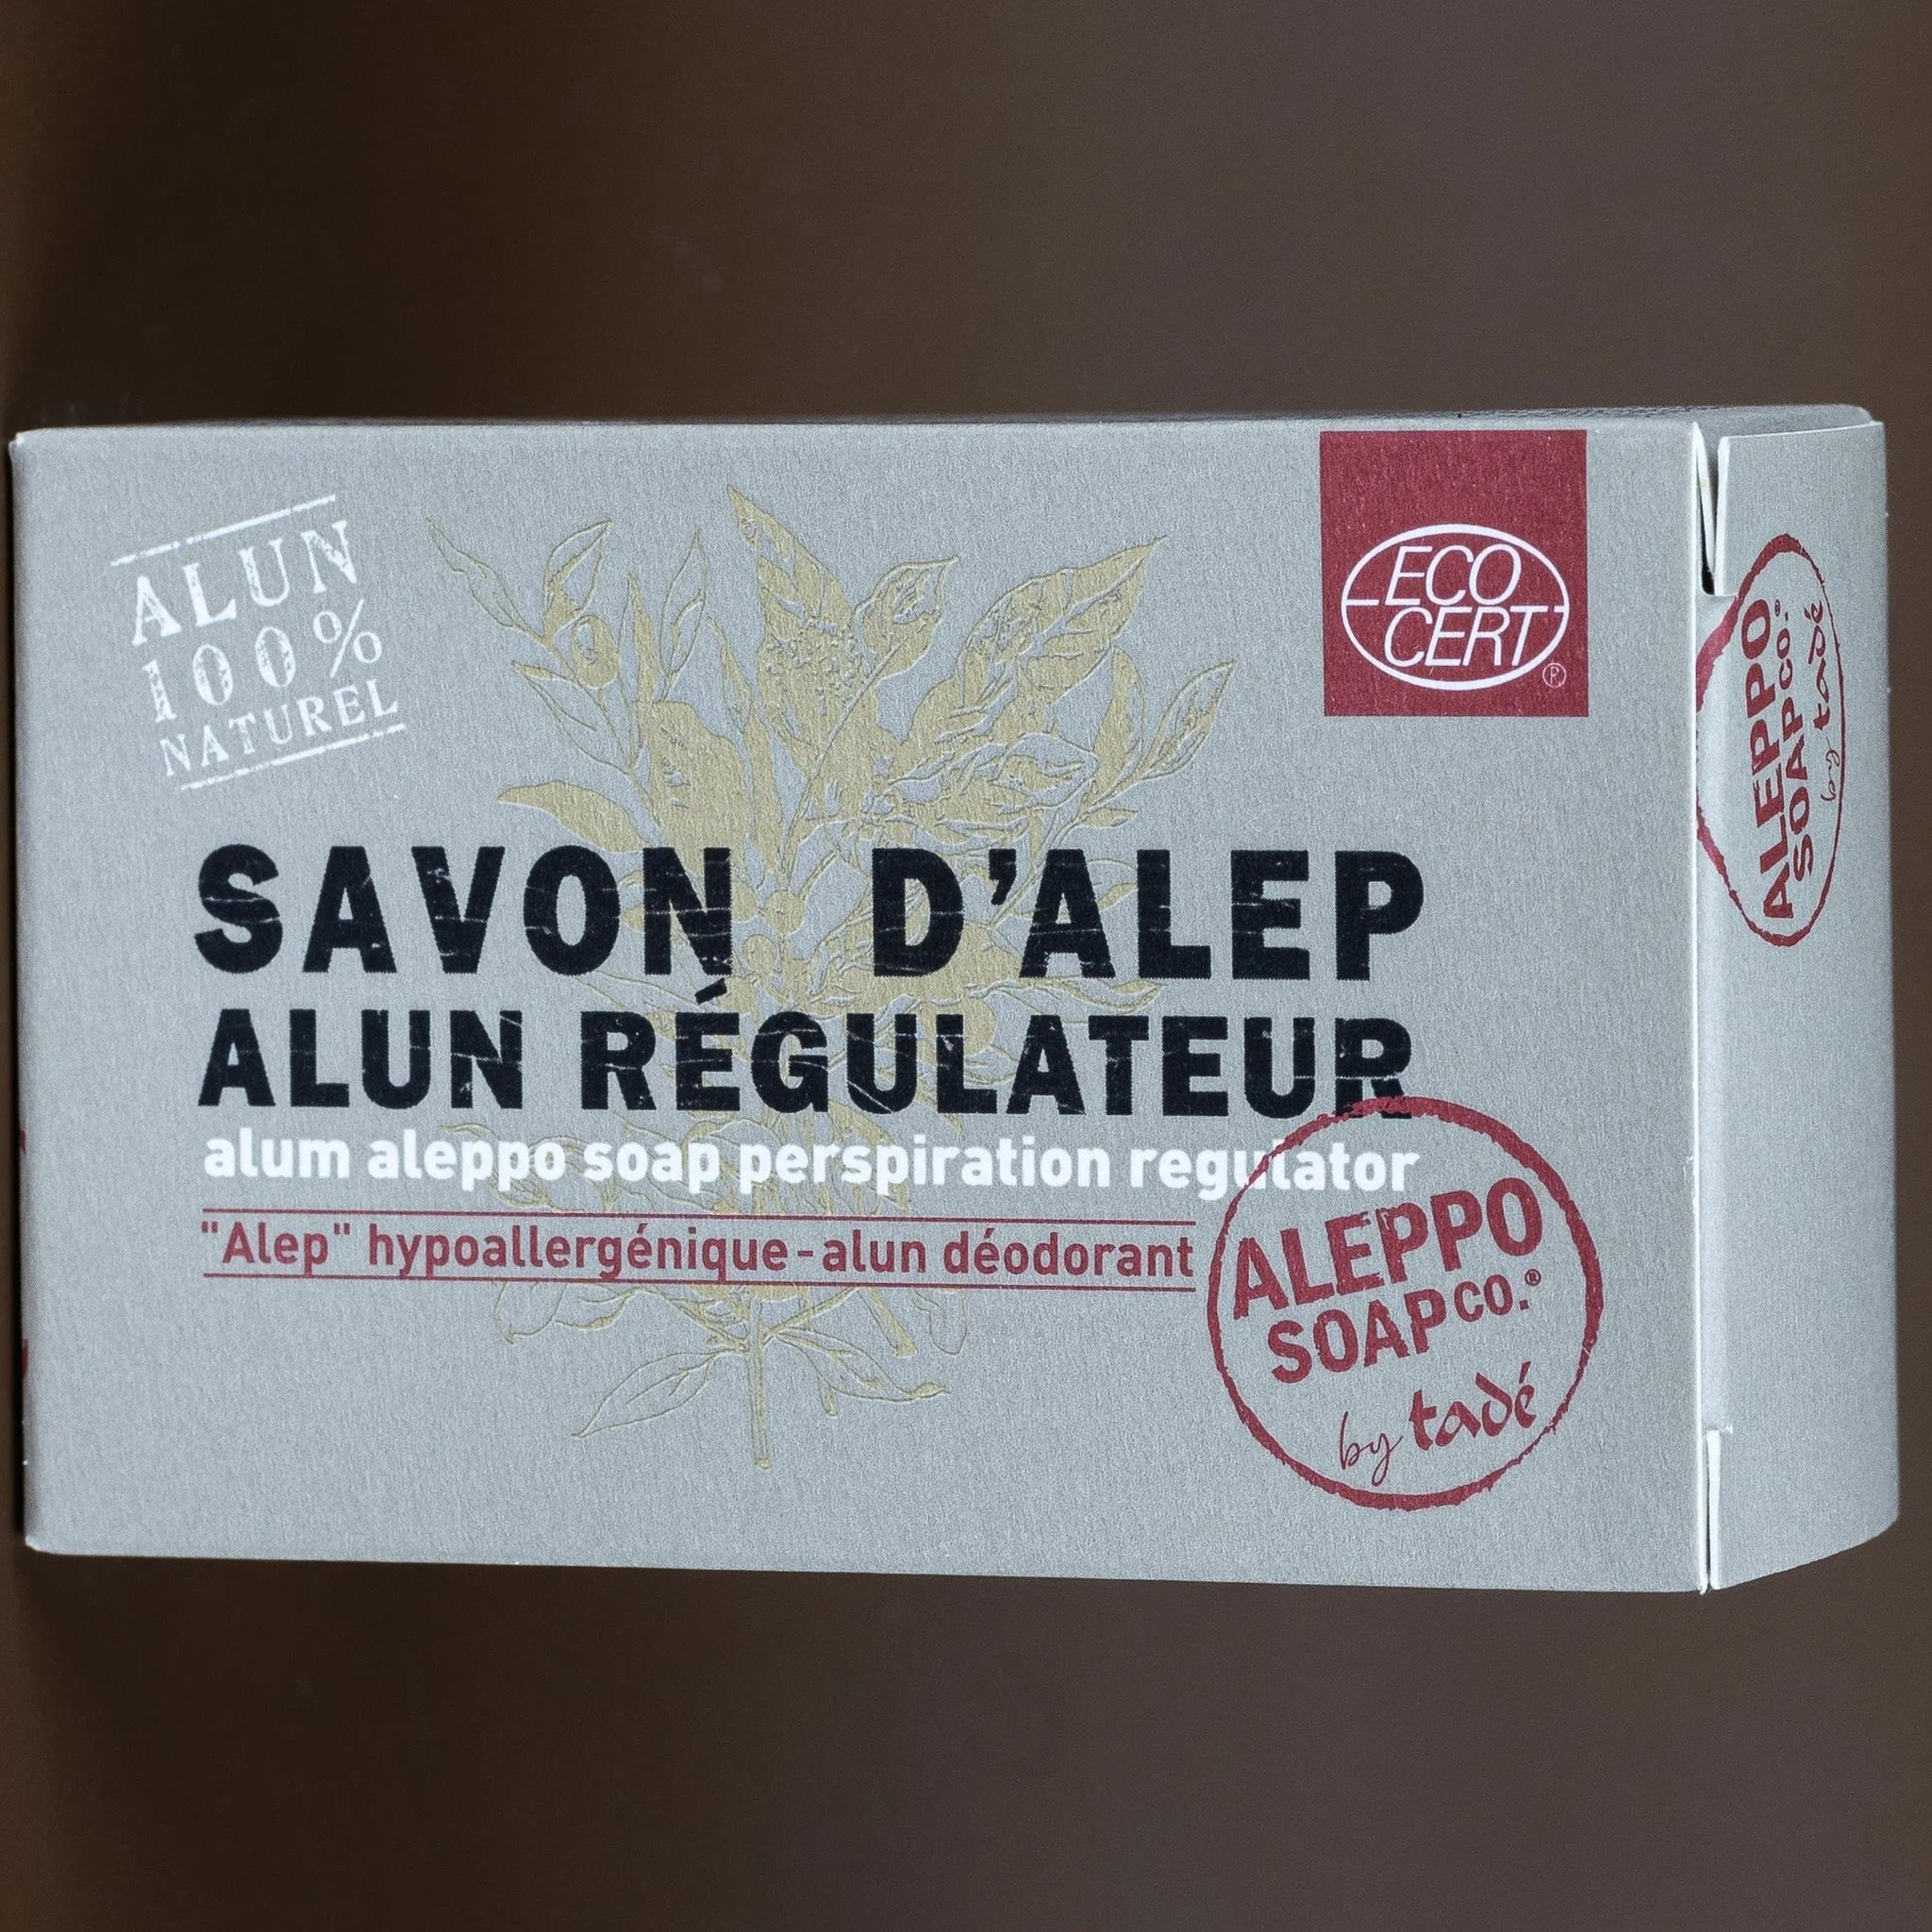 ALUN
100%
NATUREL
ECO
CERT®
SAVON D'ALEP
ALUN RÈGULATEUR
alum aleppo soap perspiration regulator
"Alep" hypoallergénique-alun déodorant
ALEPPO
SOAP CO.®
by tadé
ALEPPO
SOAP CO.®
by tadé